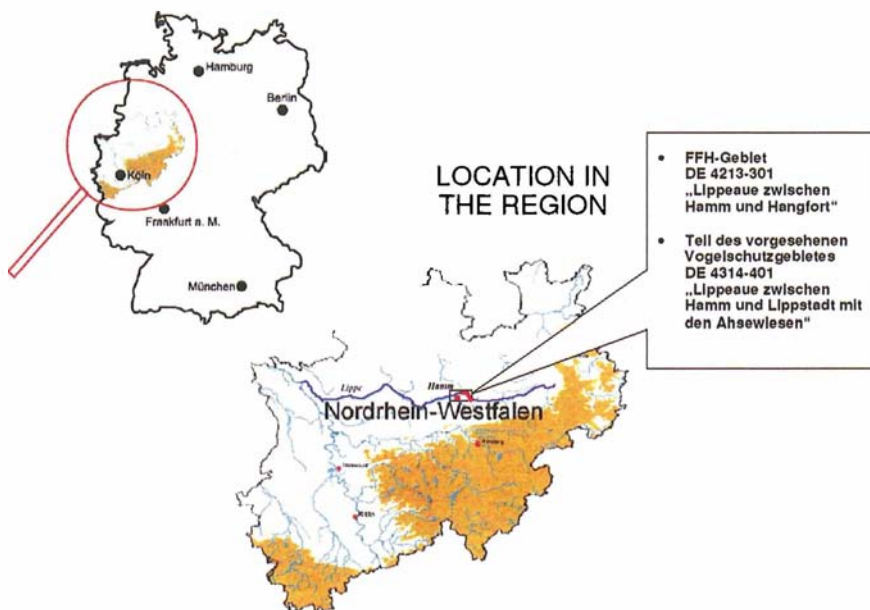 Hamburg
Berlin
Köln
Frankfurt a. M.
München
LOCATION IN
THE REGION
• FFH-Gebiet
DE 4213-301
„Lippeaue zwischen
Hamm und Hangfort“
• Teil des vorgesehenen
Vogelschutzgebietes
DE 4314-401
„Lippeaue zwischen
Hamm und Lippstadt mit
den Ahsewiesen“
Lippe
Hamm
Nordrhein-Westfalen
Köln